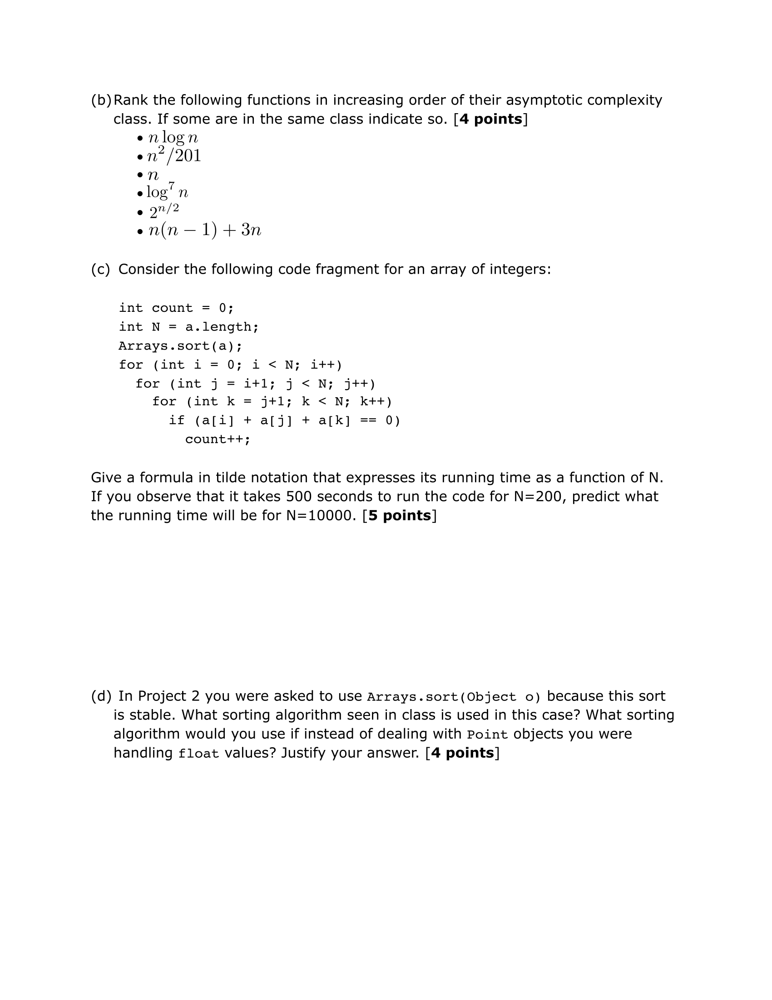 (b) Rank the following functions in increasing order of their asymptotic complexity
class. If some are in the same class indicate so. [4 points]
• n log n
• n²/201
• n
• log⁷ n
• 2^{n/2}
• n(n − 1) + 3n
(c) Consider the following code fragment for an array of integers:
int count = 0;
int N = a.length;
Arrays.sort(a);
for (int i = 0; i < N; i++)
for (int j = i+1; j < N; j++)
for (int k = j+1; k < N; k++)
if (a[i] + a[j] + a[k] == 0)
count++;
Give a formula in tilde notation that expresses its running time as a function of N.
If you observe that it takes 500 seconds to run the code for N=200, predict what
the running time will be for N=10000. [5 points]
(d) In Project 2 you were asked to use Arrays.sort(Object o) because this sort
is stable. What sorting algorithm seen in class is used in this case? What sorting
algorithm would you use if instead of dealing with Point objects you were
handling float values? Justify your answer. [4 points]